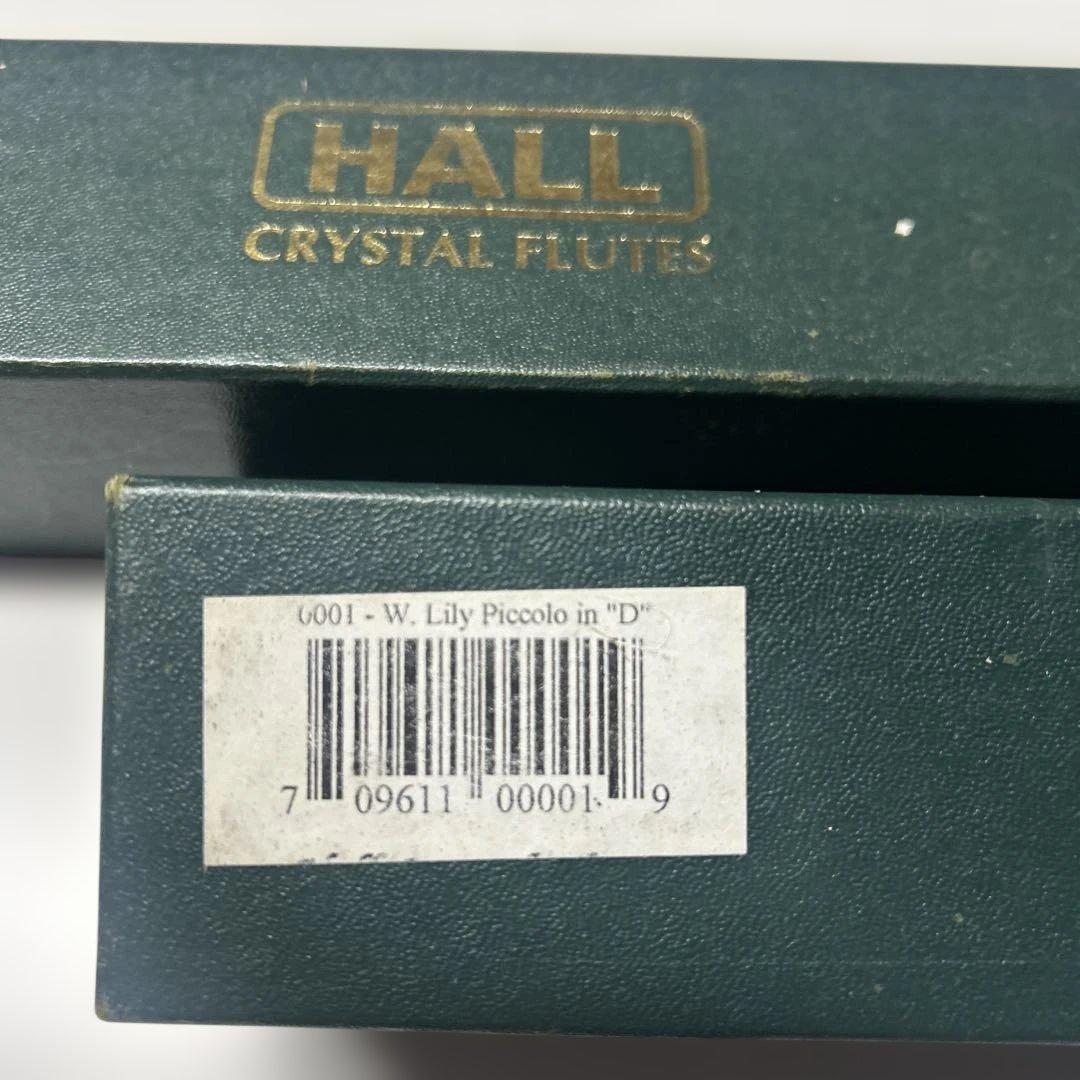 HALL
CRYSTAL FLUTES
0001 - W. Lily Piccolo in "D"
7 09611 00001 9